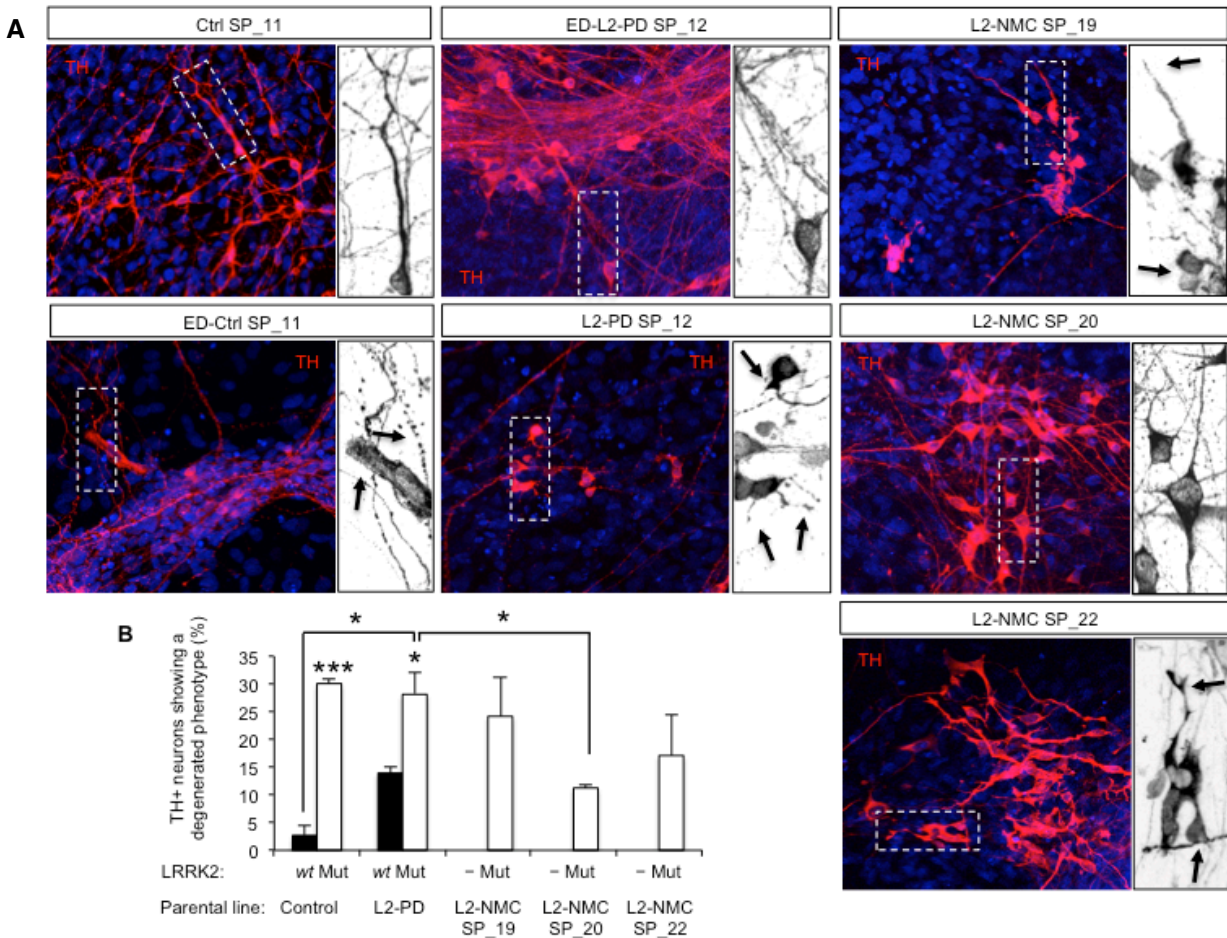 A
Ctrl SP_11
ED-L2-PD SP_12
L2-NMC SP_19
TH
TH
TH
ED-Ctrl SP_11
L2-PD SP_12
L2-NMC SP_20
TH
TH
TH
L2-NMC SP_22
TH
B
TH+ neurons showing a
degenerated phenotype (%)
35
30
25
20
15
10
5
0
*
*
***
*
LRRK2: wt Mut wt Mut – Mut – Mut – Mut
Parental line: Control L2-PD L2-NMC SP_19 L2-NMC SP_20 L2-NMC SP_22